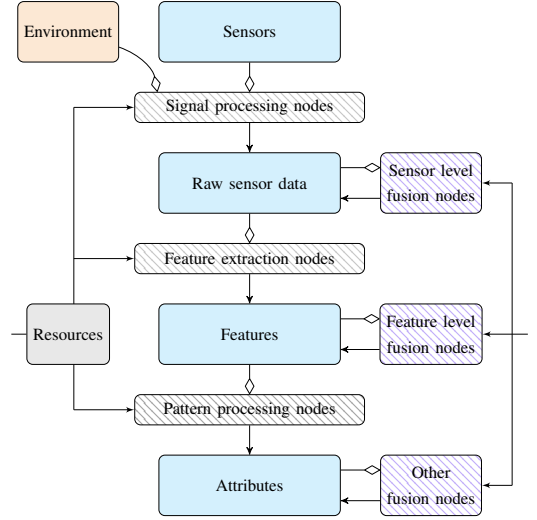 Environment
Sensors
Signal processing nodes
Raw sensor data
Sensor level
fusion nodes
Feature extraction nodes
Resources
Features
Feature level
fusion nodes
Pattern processing nodes
Attributes
Other
fusion nodes